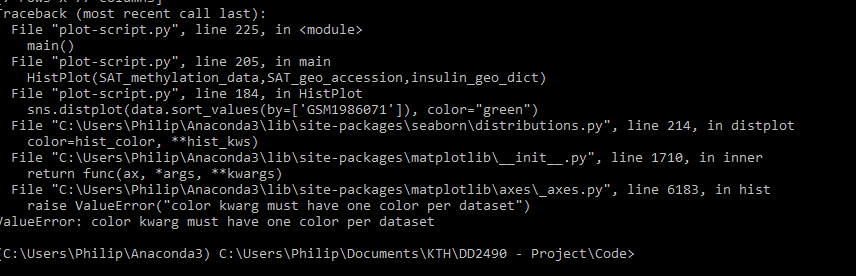 Traceback (most recent call last):
  File "plot-script.py", line 225, in <module>
    main()
  File "plot-script.py", line 205, in main
    HistPlot(SAT_methylation_data,SAT_geo_accession,insulin_geo_dict)
  File "plot-script.py", line 184, in HistPlot
    sns.distplot(data.sort_values(by=['GSM1986071']), color="green")
  File "C:\Users\Philip\Anaconda3\lib\site-packages\seaborn\distributions.py", line 214, in distplot
    color=hist_color, **hist_kws)
  File "C:\Users\Philip\Anaconda3\lib\site-packages\matplotlib\__init__.py", line 1710, in inner
    return func(ax, *args, **kwargs)
  File "C:\Users\Philip\Anaconda3\lib\site-packages\matplotlib\axes\_axes.py", line 6183, in hist
    raise ValueError("color kwarg must have one color per dataset")
ValueError: color kwarg must have one color per dataset
(C:\Users\Philip\Anaconda3) C:\Users\Philip\Documents\KTH\DD2490 - Project\Code>